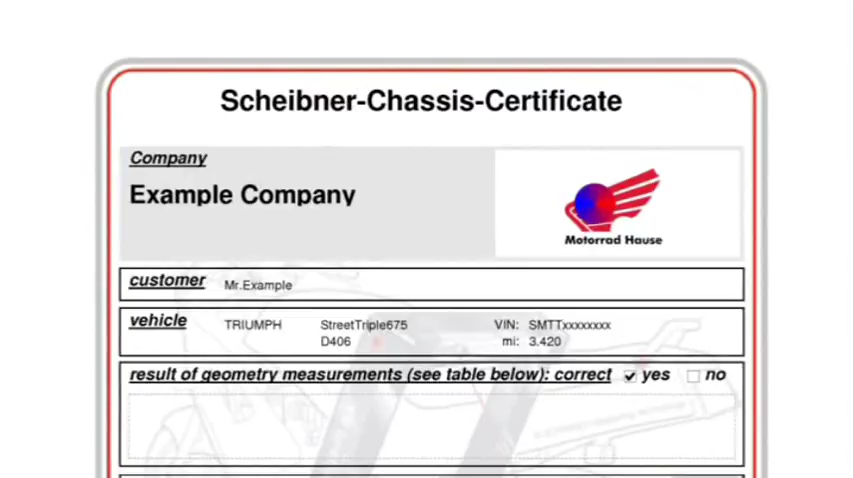 Scheibner-Chassis-Certificate
Company
Example Company
Motorrad Hause
customer Mr.Example
vehicle TRIUMPH StreetTriple675 VIN: SMTTxxxxxxxx
D406 mi: 3.420
result of geometry measurements (see table below): correct yes no